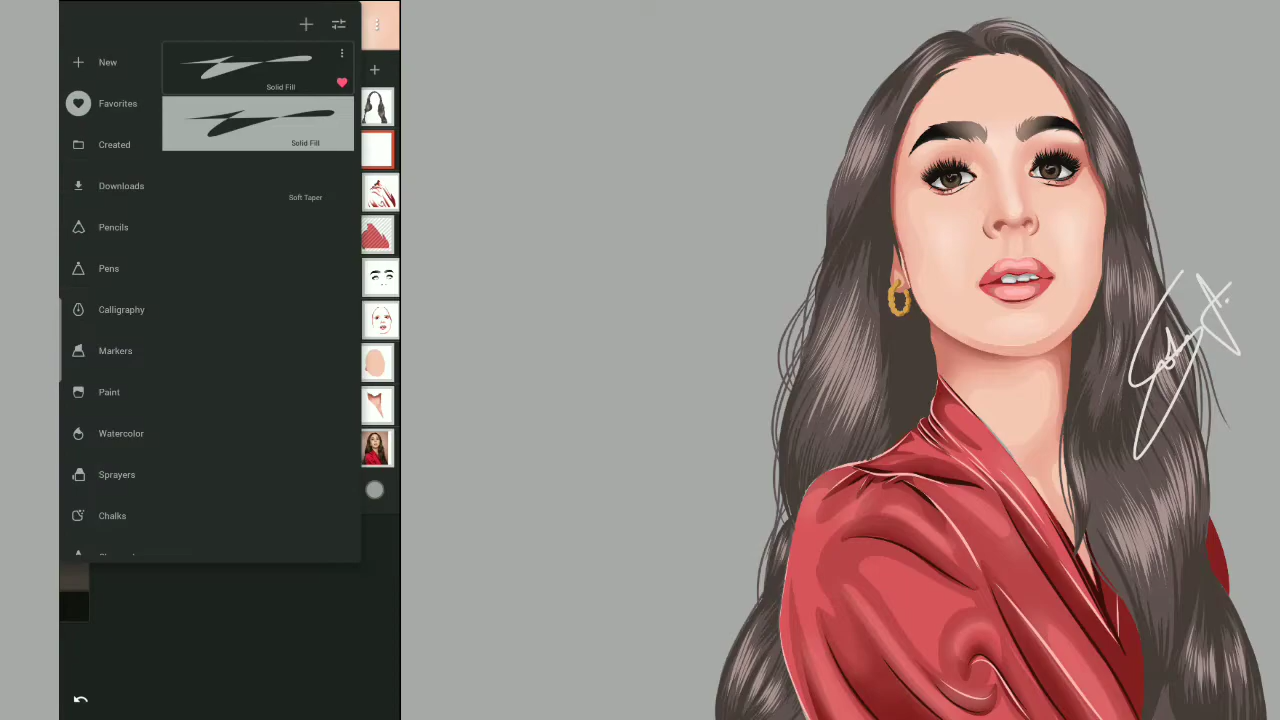 New
Favorites
Created
Downloads
Pencils
Pens
Calligraphy
Markers
Paint
Watercolor
Sprayers
Chalks
Solid Fill
Solid Fill
Soft Taper